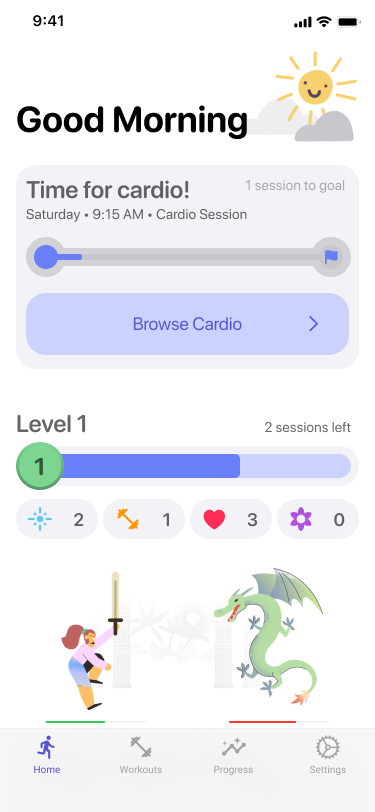 9:41
Good Morning
Time for cardio!
1 session to goal
Saturday • 9:15 AM • Cardio Session
Browse Cardio
Level 1
2 sessions left
1
2
1
3
0
Home
Workouts
Progress
Settings